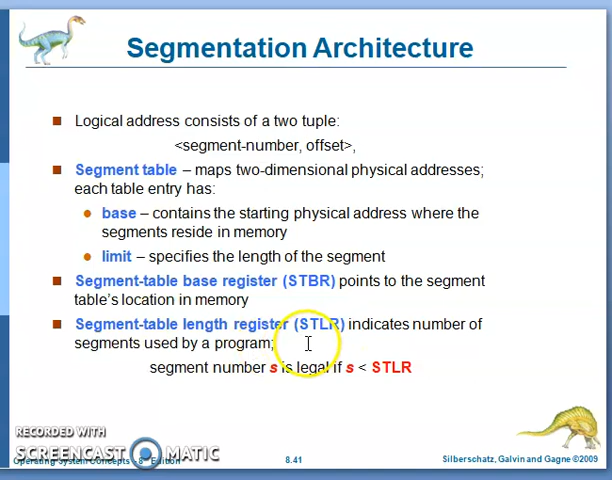 Segmentation Architecture
Logical address consists of a two tuple:
<segment-number, offset>,
Segment table – maps two-dimensional physical addresses;
each table entry has:
base – contains the starting physical address where the
segments reside in memory
limit – specifies the length of the segment
Segment-table base register (STBR) points to the segment
table's location in memory
Segment-table length register (STLR) indicates number of
segments used by a program;
segment number s is legal if s < STLR
RECORDED WITH
SCREENCAST MATIC
Operating System Concepts - 8th Edition
8.41
Silberschatz, Galvin and Gagne ©2009